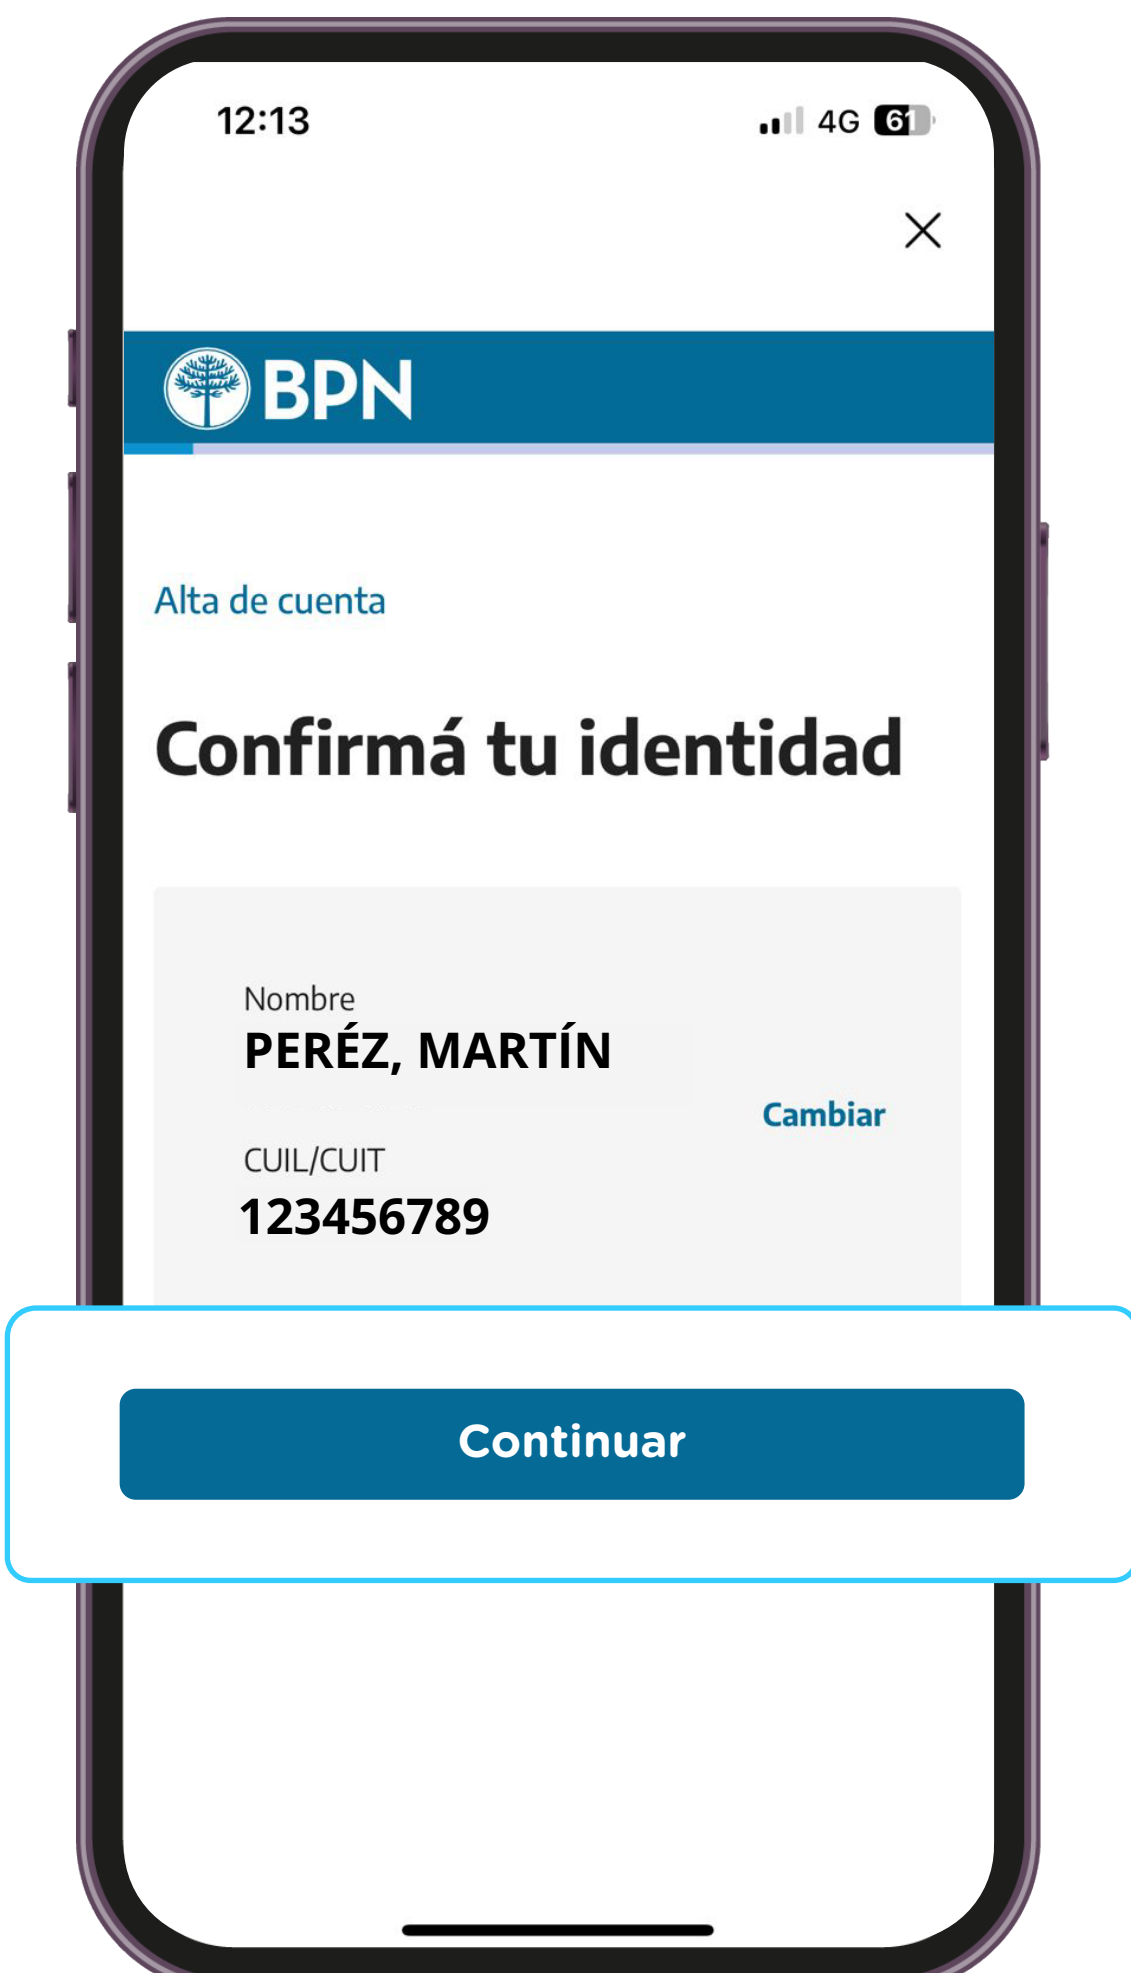 12:13 4G 61
BPN
Alta de cuenta
Confirmá tu identidad
Nombre
PERÉZ, MARTÍN
Cambiar
CUIL/CUIT
123456789
Continuar